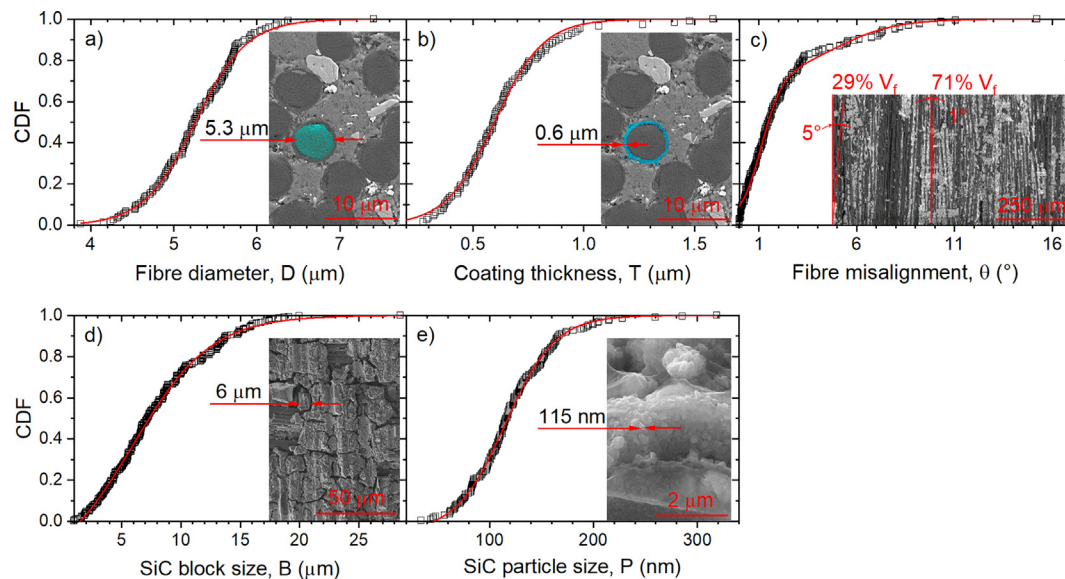 1.0
0.8
0.6
0.4
0.2
0.0
CDF
a)
5.3 μm
10 μm
4 5 6 7
Fibre diameter, D (μm)
b)
0.6 μm
10 μm
0.5 1.0 1.5
Coating thickness, T (μm)
c)
29% Vf 71% Vf
5° 1°
250 μm
1 6 11 16
Fibre misalignment, θ (°)
1.0
0.8
0.6
0.4
0.2
0.0
CDF
d)
6 μm
50 μm
5 10 15 20 25
SiC block size, B (μm)
e)
115 nm
2 μm
100 200 300
SiC particle size, P (nm)